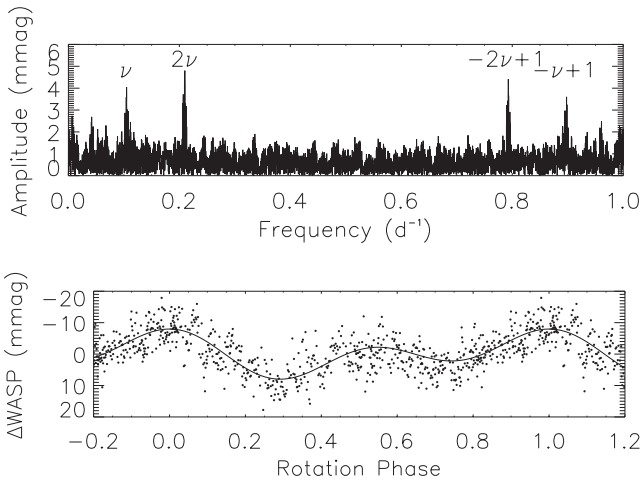 Amplitude (mmag)
6
5
4
3
2
1
0
ν
2ν
−2ν+1
−ν+1
0.0 0.2 0.4 0.6 0.8 1.0
Frequency (d⁻¹)
ΔWASP (mmag)
−20
−10
0
10
20
−0.2 0.0 0.2 0.4 0.6 0.8 1.0 1.2
Rotation Phase